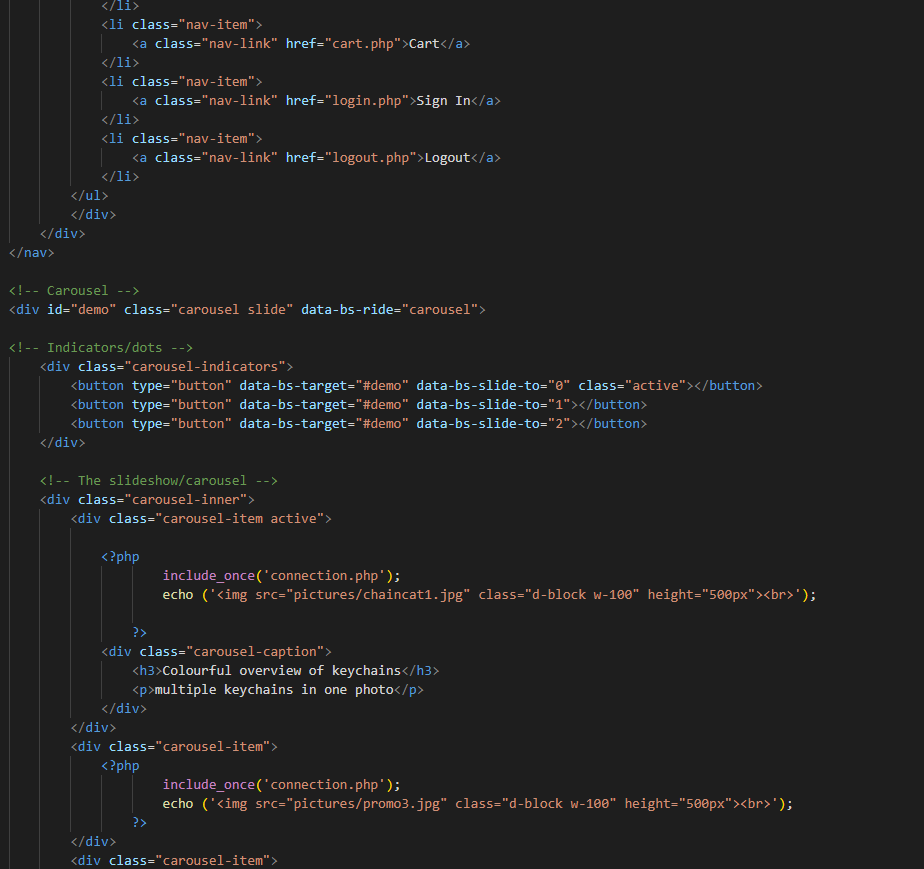 </li>
<li class="nav-item">
<a class="nav-link" href="cart.php">Cart</a>
</li>
<li class="nav-item">
<a class="nav-link" href="login.php">Sign In</a>
</li>
<li class="nav-item">
<a class="nav-link" href="logout.php">Logout</a>
</li>
</ul>
</div>
</div>
</nav>
<!-- Carousel -->
<div id="demo" class="carousel slide" data-bs-ride="carousel">
<!-- Indicators/dots -->
<div class="carousel-indicators">
<button type="button" data-bs-target="#demo" data-bs-slide-to="0" class="active"></button>
<button type="button" data-bs-target="#demo" data-bs-slide-to="1"></button>
<button type="button" data-bs-target="#demo" data-bs-slide-to="2"></button>
</div>
<!-- The slideshow/carousel -->
<div class="carousel-inner">
<div class="carousel-item active">
<?php
include_once('connection.php');
echo ('<img src="pictures/chaincat1.jpg" class="d-block w-100" height="500px"><br>');
?>
<div class="carousel-caption">
<h3>Colourful overview of keychains</h3>
<p>multiple keychains in one photo</p>
</div>
</div>
<div class="carousel-item">
<?php
include_once('connection.php');
echo ('<img src="pictures/promo3.jpg" class="d-block w-100" height="500px"><br>');
?>
</div>
<div class="carousel-item">